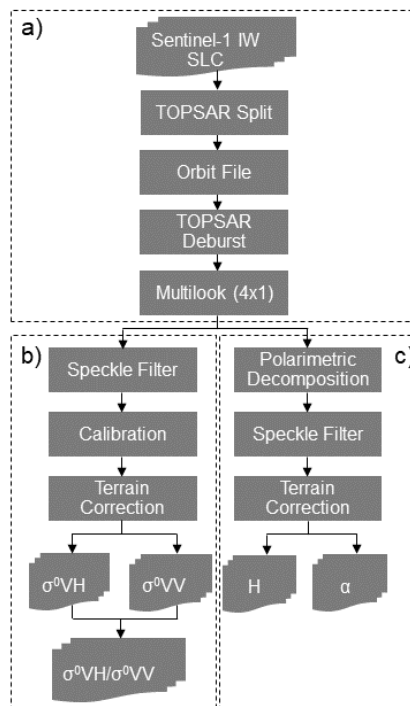 a)
Sentinel-1 IW
SLC
TOPSAR Split
Orbit File
TOPSAR
Deburst
Multilook (4x1)
b)
Speckle Filter
Calibration
Terrain
Correction
σ⁰VH
σ⁰VV
σ⁰VH/σ⁰VV
c)
Polarimetric
Decomposition
Speckle Filter
Terrain
Correction
H
α